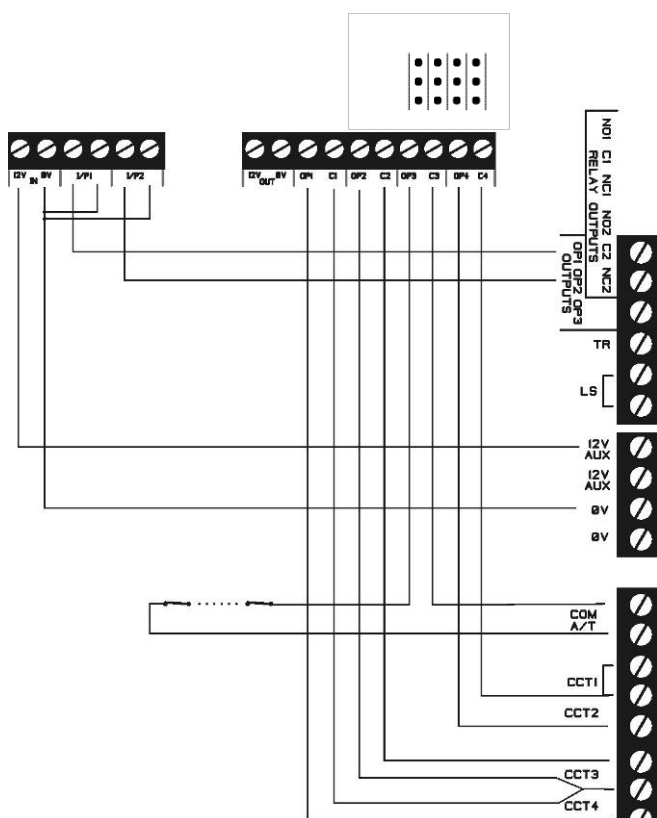 12V IN 0V I/P1 I/P2
12V OUT 0V OP1 C1 OP2 C2 OP3 C3 OP4 C4
NO1 C1 NC1 NO2 C2 NC2
RELAY OUTPUTS
OP1 OP2 OP3
OUTPUTS
TR
LS
12V
AUX
12V
AUX
0V
0V
COM
A/T
CCT1
CCT2
CCT3
CCT4